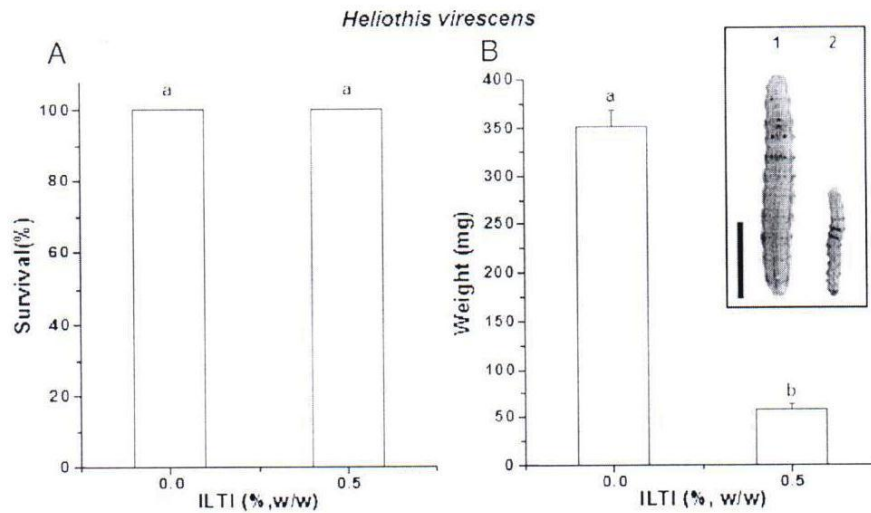 Heliothis virescens
A
a
a
100
80
60
40
20
0
Survival(%)
0.0
0.5
ILTI (%,w/w)
B
400
350
300
250
200
150
100
50
0
Weight (mg)
a
b
0.0
0.5
ILTI (%, w/w)
1 2